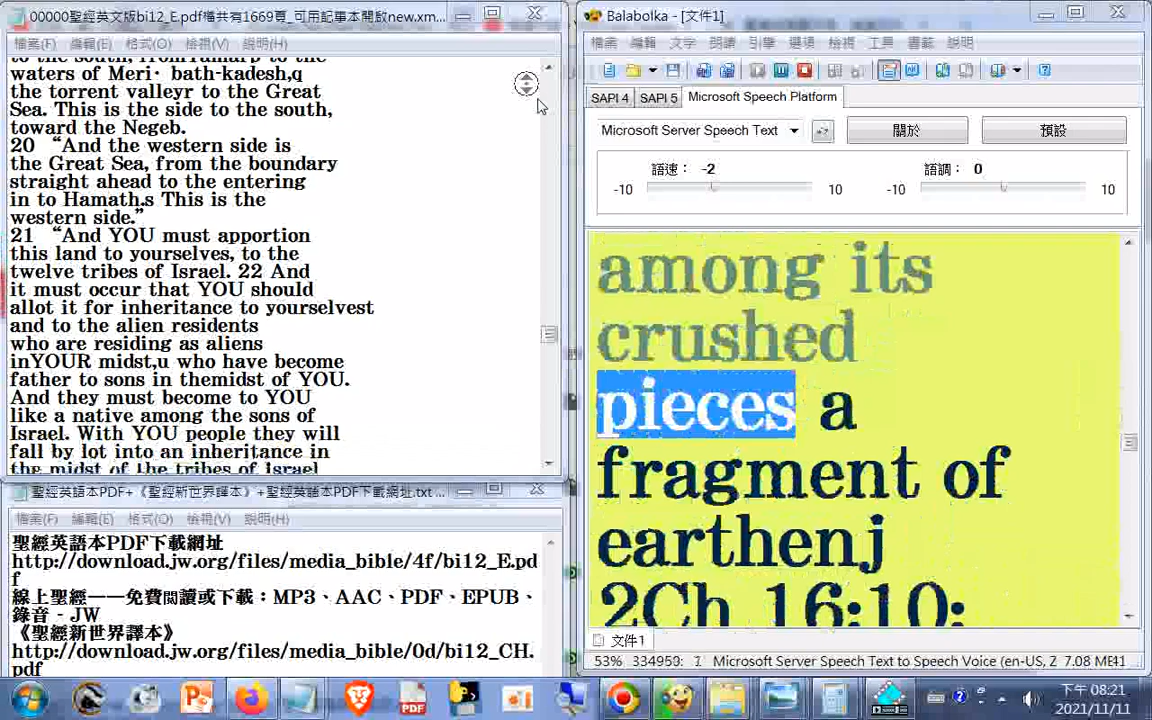 00000聖經英文版bi12_E.pdf檔共有1669頁_可用記事本開啟new.xm...
檔案(F) 編輯(E) 格式(O) 檢視(V) 說明(H)
waters of Meri· bath-kadesh,q
the torrent valleyr to the Great
Sea. This is the side to the south,
toward the Negeb.
20 “And the western side is
the Great Sea, from the boundary
straight ahead to the entering
in to Hamath.s This is the
western side.”
21 “And YOU must apportion
this land to yourselves, to the
twelve tribes of Israel. 22 And
it must occur that YOU should
allot it for inheritance to yourselvest
and to the alien residents
who are residing as aliens
inYOUR midst,u who have become
father to sons in themidst of YOU.
And they must become to YOU
like a native among the sons of
Israel. With YOU people they will
fall by lot into an inheritance in
the midst of the tribes of Israel
聖經英語本PDF+《聖經新世界譯本》+聖經英語本PDF下載網址.txt ...
檔案(F) 編輯(E) 格式(O) 檢視(V) 說明(H)
聖經英語本PDF下載網址
http://download.jw.org/files/media_bible/4f/bi12_E.pd
f
線上聖經——免費閱讀或下載：MP3、AAC、PDF、EPUB、
錄音 - JW
《聖經新世界譯本》
http://download.jw.org/files/media_bible/0d/bi12_CH.
pdf
Balabolka - [文件1]
檔案 編輯 文字 朗讀 引擎 選項 檢視 工具 書籤 說明
SAPI 4 SAPI 5 Microsoft Speech Platform
Microsoft Server Speech Text 關於 預設
語速： -2 語調： 0
-10 10 -10 10
among its
crushed
pieces a
fragment of
earthenj
2Ch 16:10:
文件1
53% 334959: 1 Microsoft Server Speech Text to Speech Voice (en-US, Z 7.08 ME41
下午 08:21
2021/11/11